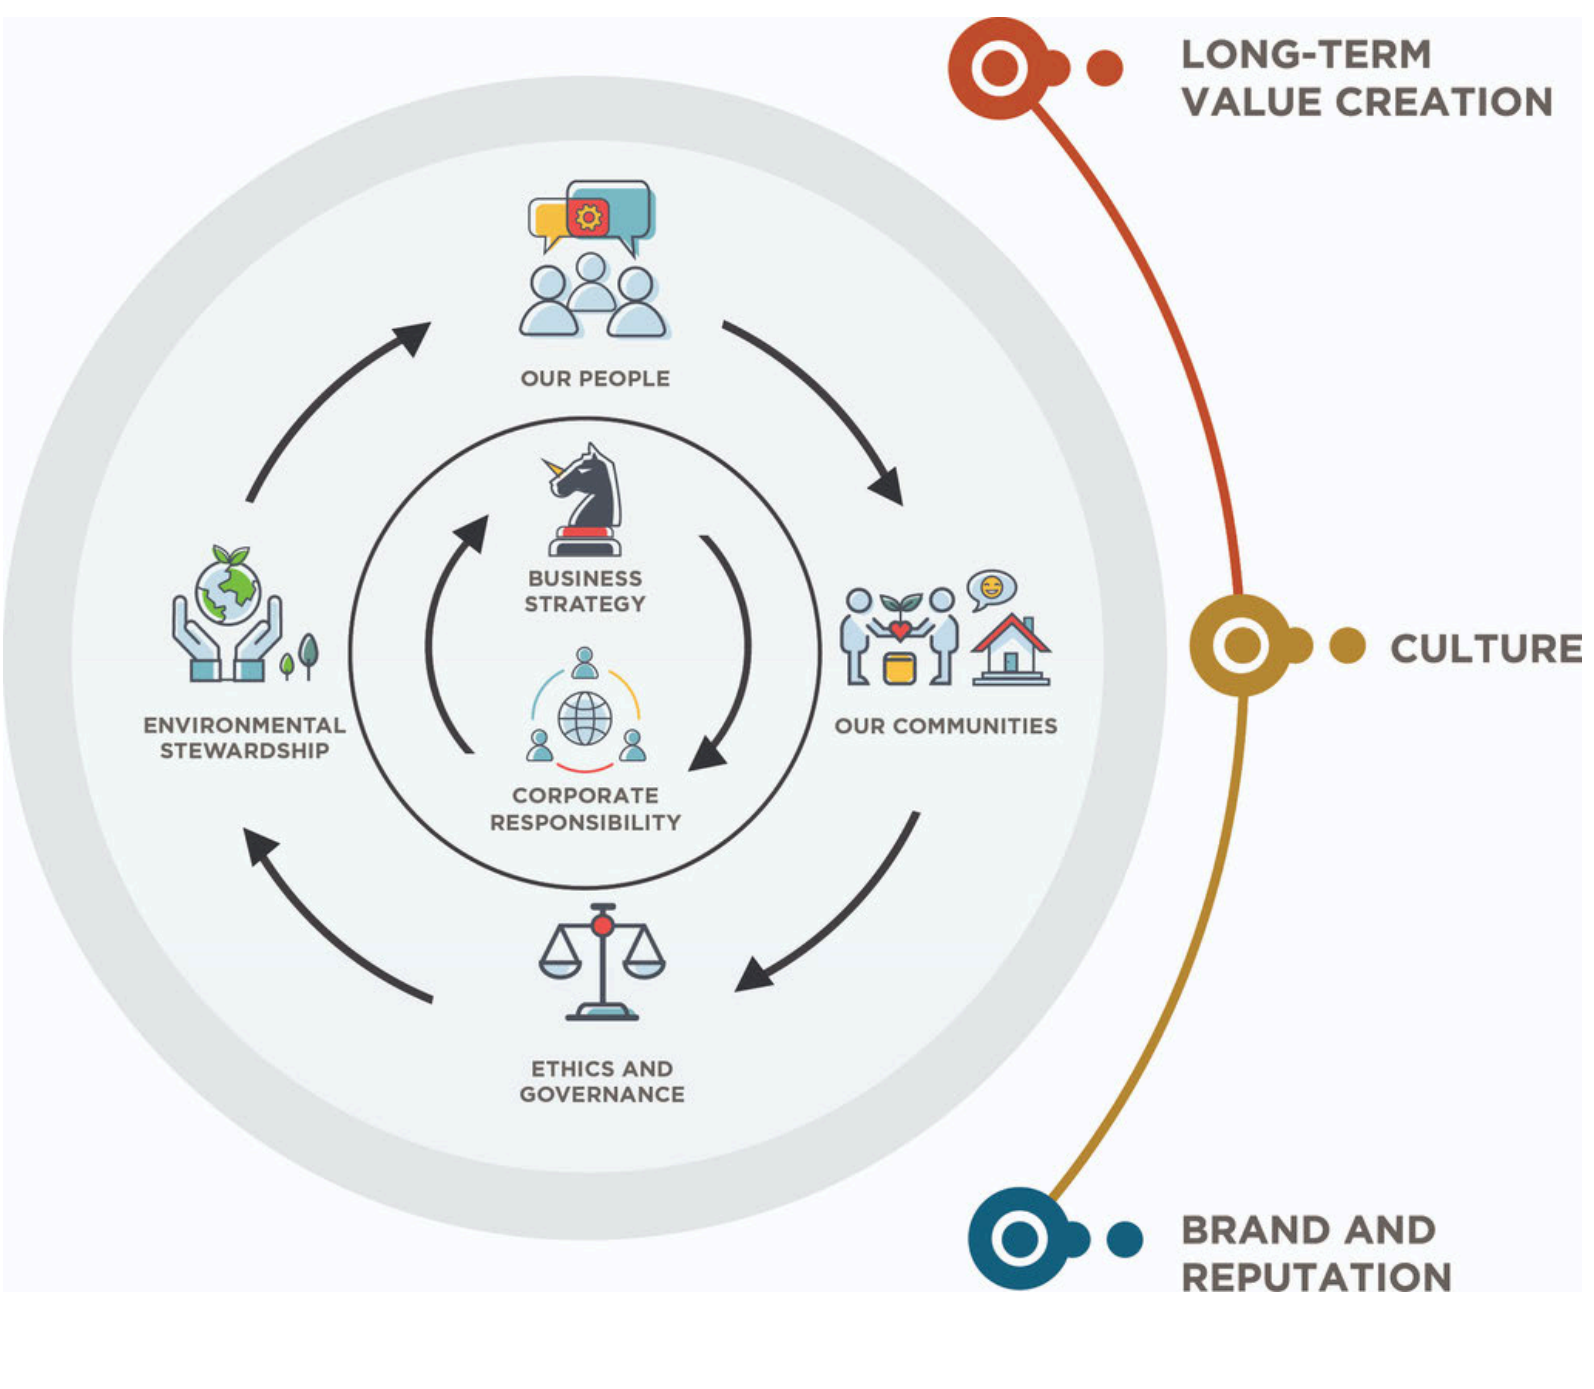 LONG-TERM
VALUE CREATION
OUR PEOPLE
BUSINESS
STRATEGY
ENVIRONMENTAL
STEWARDSHIP
OUR COMMUNITIES
CULTURE
CORPORATE
RESPONSIBILITY
ETHICS AND
GOVERNANCE
BRAND AND
REPUTATION